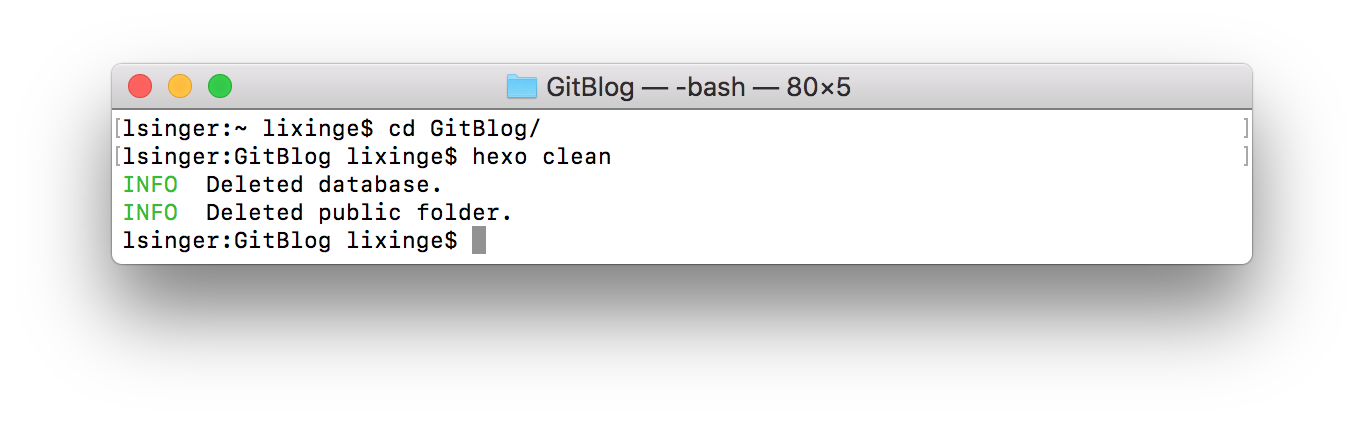 GitBlog — -bash — 80×5
[lsinger:~ lixinge$ cd GitBlog/ ]
[lsinger:GitBlog lixinge$ hexo clean ]
INFO  Deleted database.
INFO  Deleted public folder.
lsinger:GitBlog lixinge$